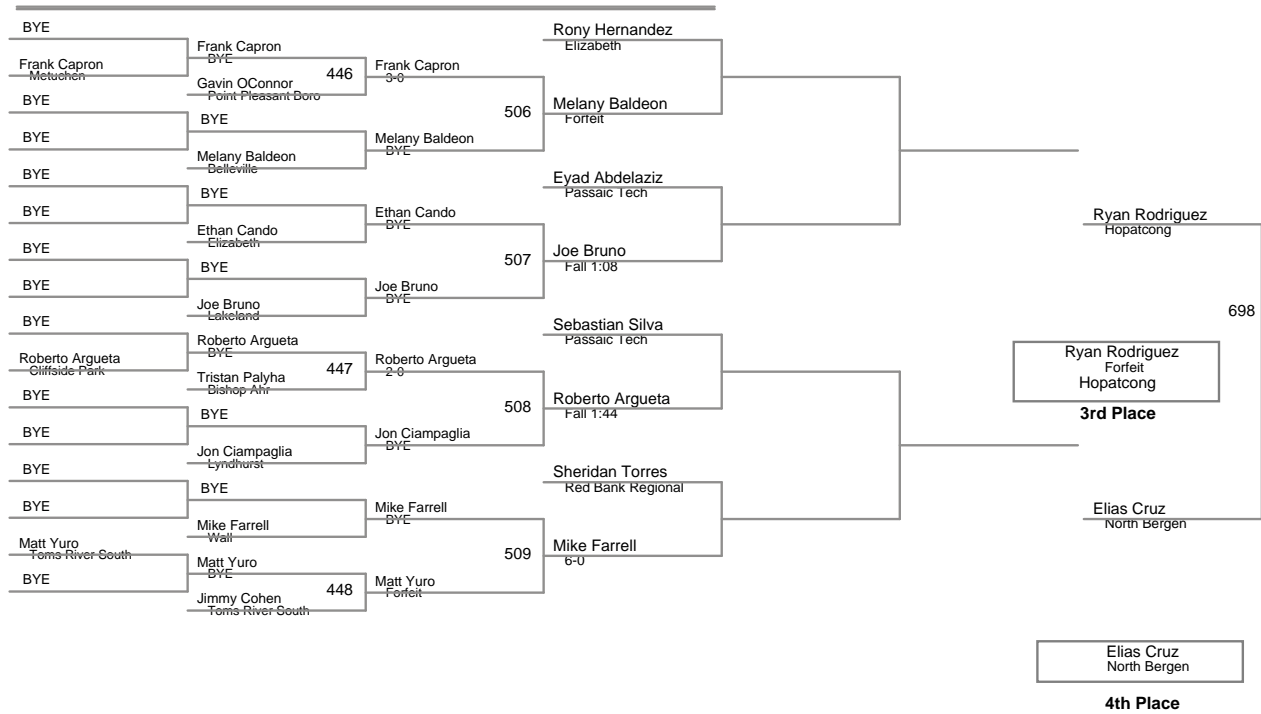 BYE
Frank Capron
Metuchen
BYE
BYE
BYE
BYE
BYE
BYE
BYE
Roberto Argueta
Cliffside Park
BYE
BYE
BYE
BYE
Matt Yuro
Toms River South
BYE
Frank Capron
BYE
446
Gavin OConnor
Point Pleasant Boro
BYE
Melany Baldeon
Belleville
BYE
Ethan Cando
Elizabeth
BYE
Joe Bruno
Lakeland
Roberto Argueta
BYE
447
Tristan Palyha
Bishop Ahr
BYE
Jon Ciampaglia
Lyndhurst
BYE
Mike Farrell
Wall
Matt Yuro
BYE
448
Jimmy Cohen
Toms River South
Frank Capron
3-0
506
Melany Baldeon
BYE
Ethan Cando
BYE
507
Joe Bruno
BYE
Roberto Argueta
2-0
508
Jon Ciampaglia
BYE
Mike Farrell
BYE
509
Matt Yuro
Forfeit
Rony Hernandez
Elizabeth
Melany Baldeon
Forfeit
Eyad Abdelaziz
Passaic Tech
Joe Bruno
Fall 1:08
Sebastian Silva
Passaic Tech
Roberto Argueta
Fall 1:44
Sheridan Torres
Red Bank Regional
Mike Farrell
6-0
Ryan Rodriguez
Hopatcong
698
Ryan Rodriguez
Forfeit
Hopatcong
3rd Place
Elias Cruz
North Bergen
Elias Cruz
North Bergen
4th Place